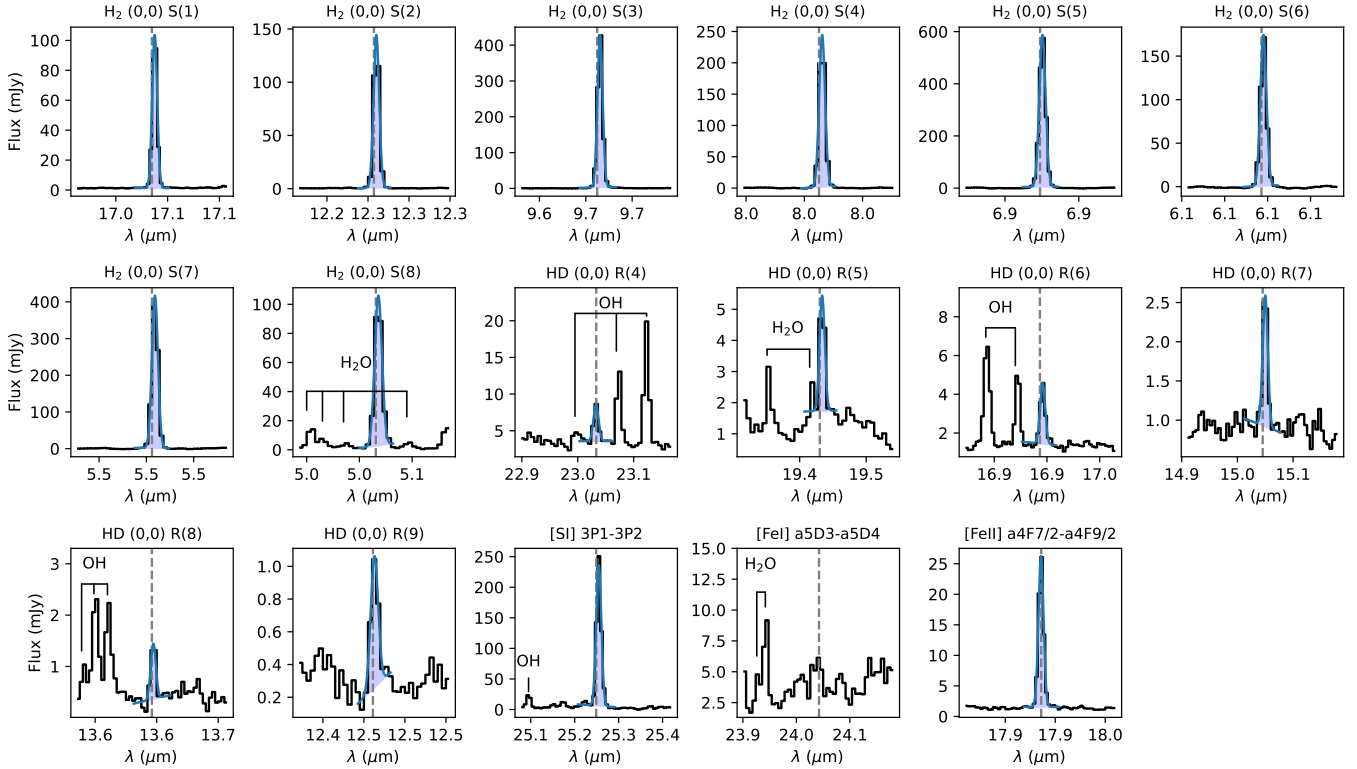 H₂ (0,0) S(1)
H₂ (0,0) S(2)
H₂ (0,0) S(3)
H₂ (0,0) S(4)
H₂ (0,0) S(5)
H₂ (0,0) S(6)
Flux (mJy)
100
80
60
40
20
0
17.0 17.1 17.1
λ (μm)
150
100
50
0
12.2 12.3 12.3 12.3
λ (μm)
400
300
200
100
0
9.6 9.7 9.7
λ (μm)
250
200
150
100
50
0
8.0 8.0 8.0
λ (μm)
600
400
200
0
6.9 6.9
λ (μm)
150
100
50
0
6.1 6.1 6.1 6.1
λ (μm)
H₂ (0,0) S(7)
H₂ (0,0) S(8)
HD (0,0) R(4)
HD (0,0) R(5)
HD (0,0) R(6)
HD (0,0) R(7)
Flux (mJy)
400
300
200
100
0
5.5 5.5 5.5
λ (μm)
100
80
60
40
20
0
H₂O
5.0 5.0 5.1
λ (μm)
20
15
10
5
OH
22.9 23.0 23.1
λ (μm)
5
4
3
2
1
H₂O
19.4 19.5
λ (μm)
8
6
4
2
OH
16.9 16.9 17.0
λ (μm)
2.5
2.0
1.5
1.0
0.5
14.9 15.0 15.1
λ (μm)
HD (0,0) R(8)
HD (0,0) R(9)
[SI] 3P1-3P2
[FeI] a5D3-a5D4
[FeII] a4F7/2-a4F9/2
Flux (mJy)
3
2
1
OH
13.6 13.6 13.7
λ (μm)
1.0
0.8
0.6
0.4
0.2
12.4 12.5 12.5
λ (μm)
250
200
150
100
50
0
OH
25.1 25.2 25.3 25.4
λ (μm)
15.0
12.5
10.0
7.5
5.0
2.5
H₂O
23.9 24.0 24.1
λ (μm)
25
20
15
10
5
0
17.9 17.9 18.0
λ (μm)